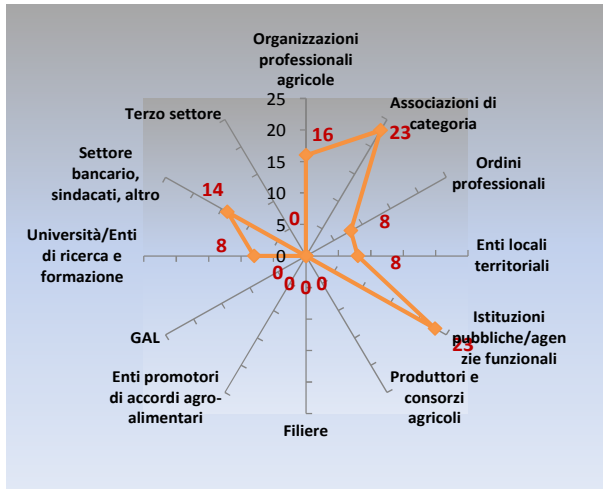 Organizzazioni
professionali
agricole
25
20
15
10
5
0
16
Associazioni di
categoria
23
Ordini
professionali
8
Enti locali
territoriali
8
Istituzioni
pubbliche/agen
zie funzionali
23
Produttori e
consorzi
agricoli
0
Filiere
0
Enti promotori
di accordi agro-
alimentari
0
GAL
0
Università/Enti
di ricerca e
formazione
8
Settore
bancario,
sindacati, altro
14
Terzo settore
0